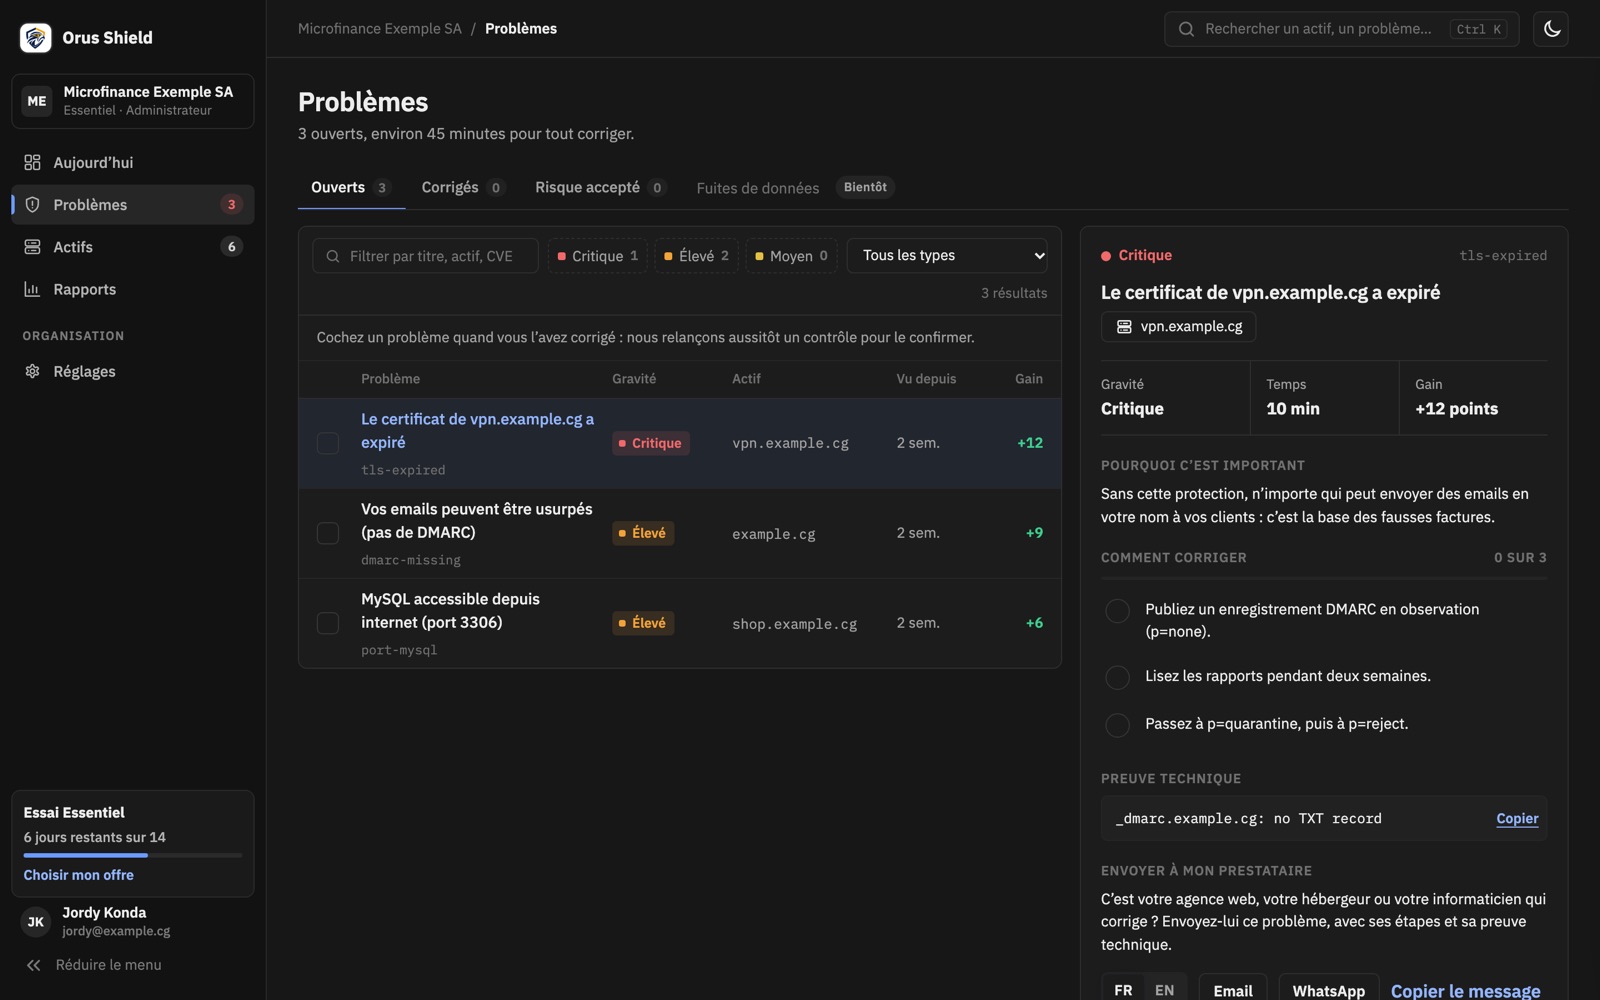 Orus Shield
ME
Microfinance Exemple SA
Essentiel · Administrateur
Aujourd’hui
Problèmes
3
Actifs
6
Rapports
ORGANISATION
Réglages
Essai Essentiel
6 jours restants sur 14
Choisir mon offre
JK
Jordy Konda
jordy@example.cg
Réduire le menu
Microfinance Exemple SA / Problèmes
Rechercher un actif, un problème... Ctrl K
Problèmes
3 ouverts, environ 45 minutes pour tout corriger.
Ouverts 3 Corrigés 0 Risque accepté 0 Fuites de données Bientôt
Filtrer par titre, actif, CVE Critique 1 Élevé 2 Moyen 0 Tous les types
3 résultats
Cochez un problème quand vous l’avez corrigé : nous relançons aussitôt un contrôle pour le confirmer.
Problème Gravité Actif Vu depuis Gain
Le certificat de vpn.example.cg a
expiré
tls-expired
Critique vpn.example.cg 2 sem. +12
Vos emails peuvent être usurpés
(pas de DMARC)
dmarc-missing
Élevé example.cg 2 sem. +9
MySQL accessible depuis
internet (port 3306)
port-mysql
Élevé shop.example.cg 2 sem. +6
Critique tls-expired
Le certificat de vpn.example.cg a expiré
vpn.example.cg
Gravité Temps Gain
Critique 10 min +12 points
POURQUOI C’EST IMPORTANT
Sans cette protection, n’importe qui peut envoyer des emails en
votre nom à vos clients : c’est la base des fausses factures.
COMMENT CORRIGER 0 SUR 3
Publiez un enregistrement DMARC en observation
(p=none).
Lisez les rapports pendant deux semaines.
Passez à p=quarantine, puis à p=reject.
PREUVE TECHNIQUE
_dmarc.example.cg: no TXT record Copier
ENVOYER À MON PRESTATAIRE
C’est votre agence web, votre hébergeur ou votre informaticien qui
corrige ? Envoyez-lui ce problème, avec ses étapes et sa preuve
technique.
FR EN Email WhatsApp Copier le message